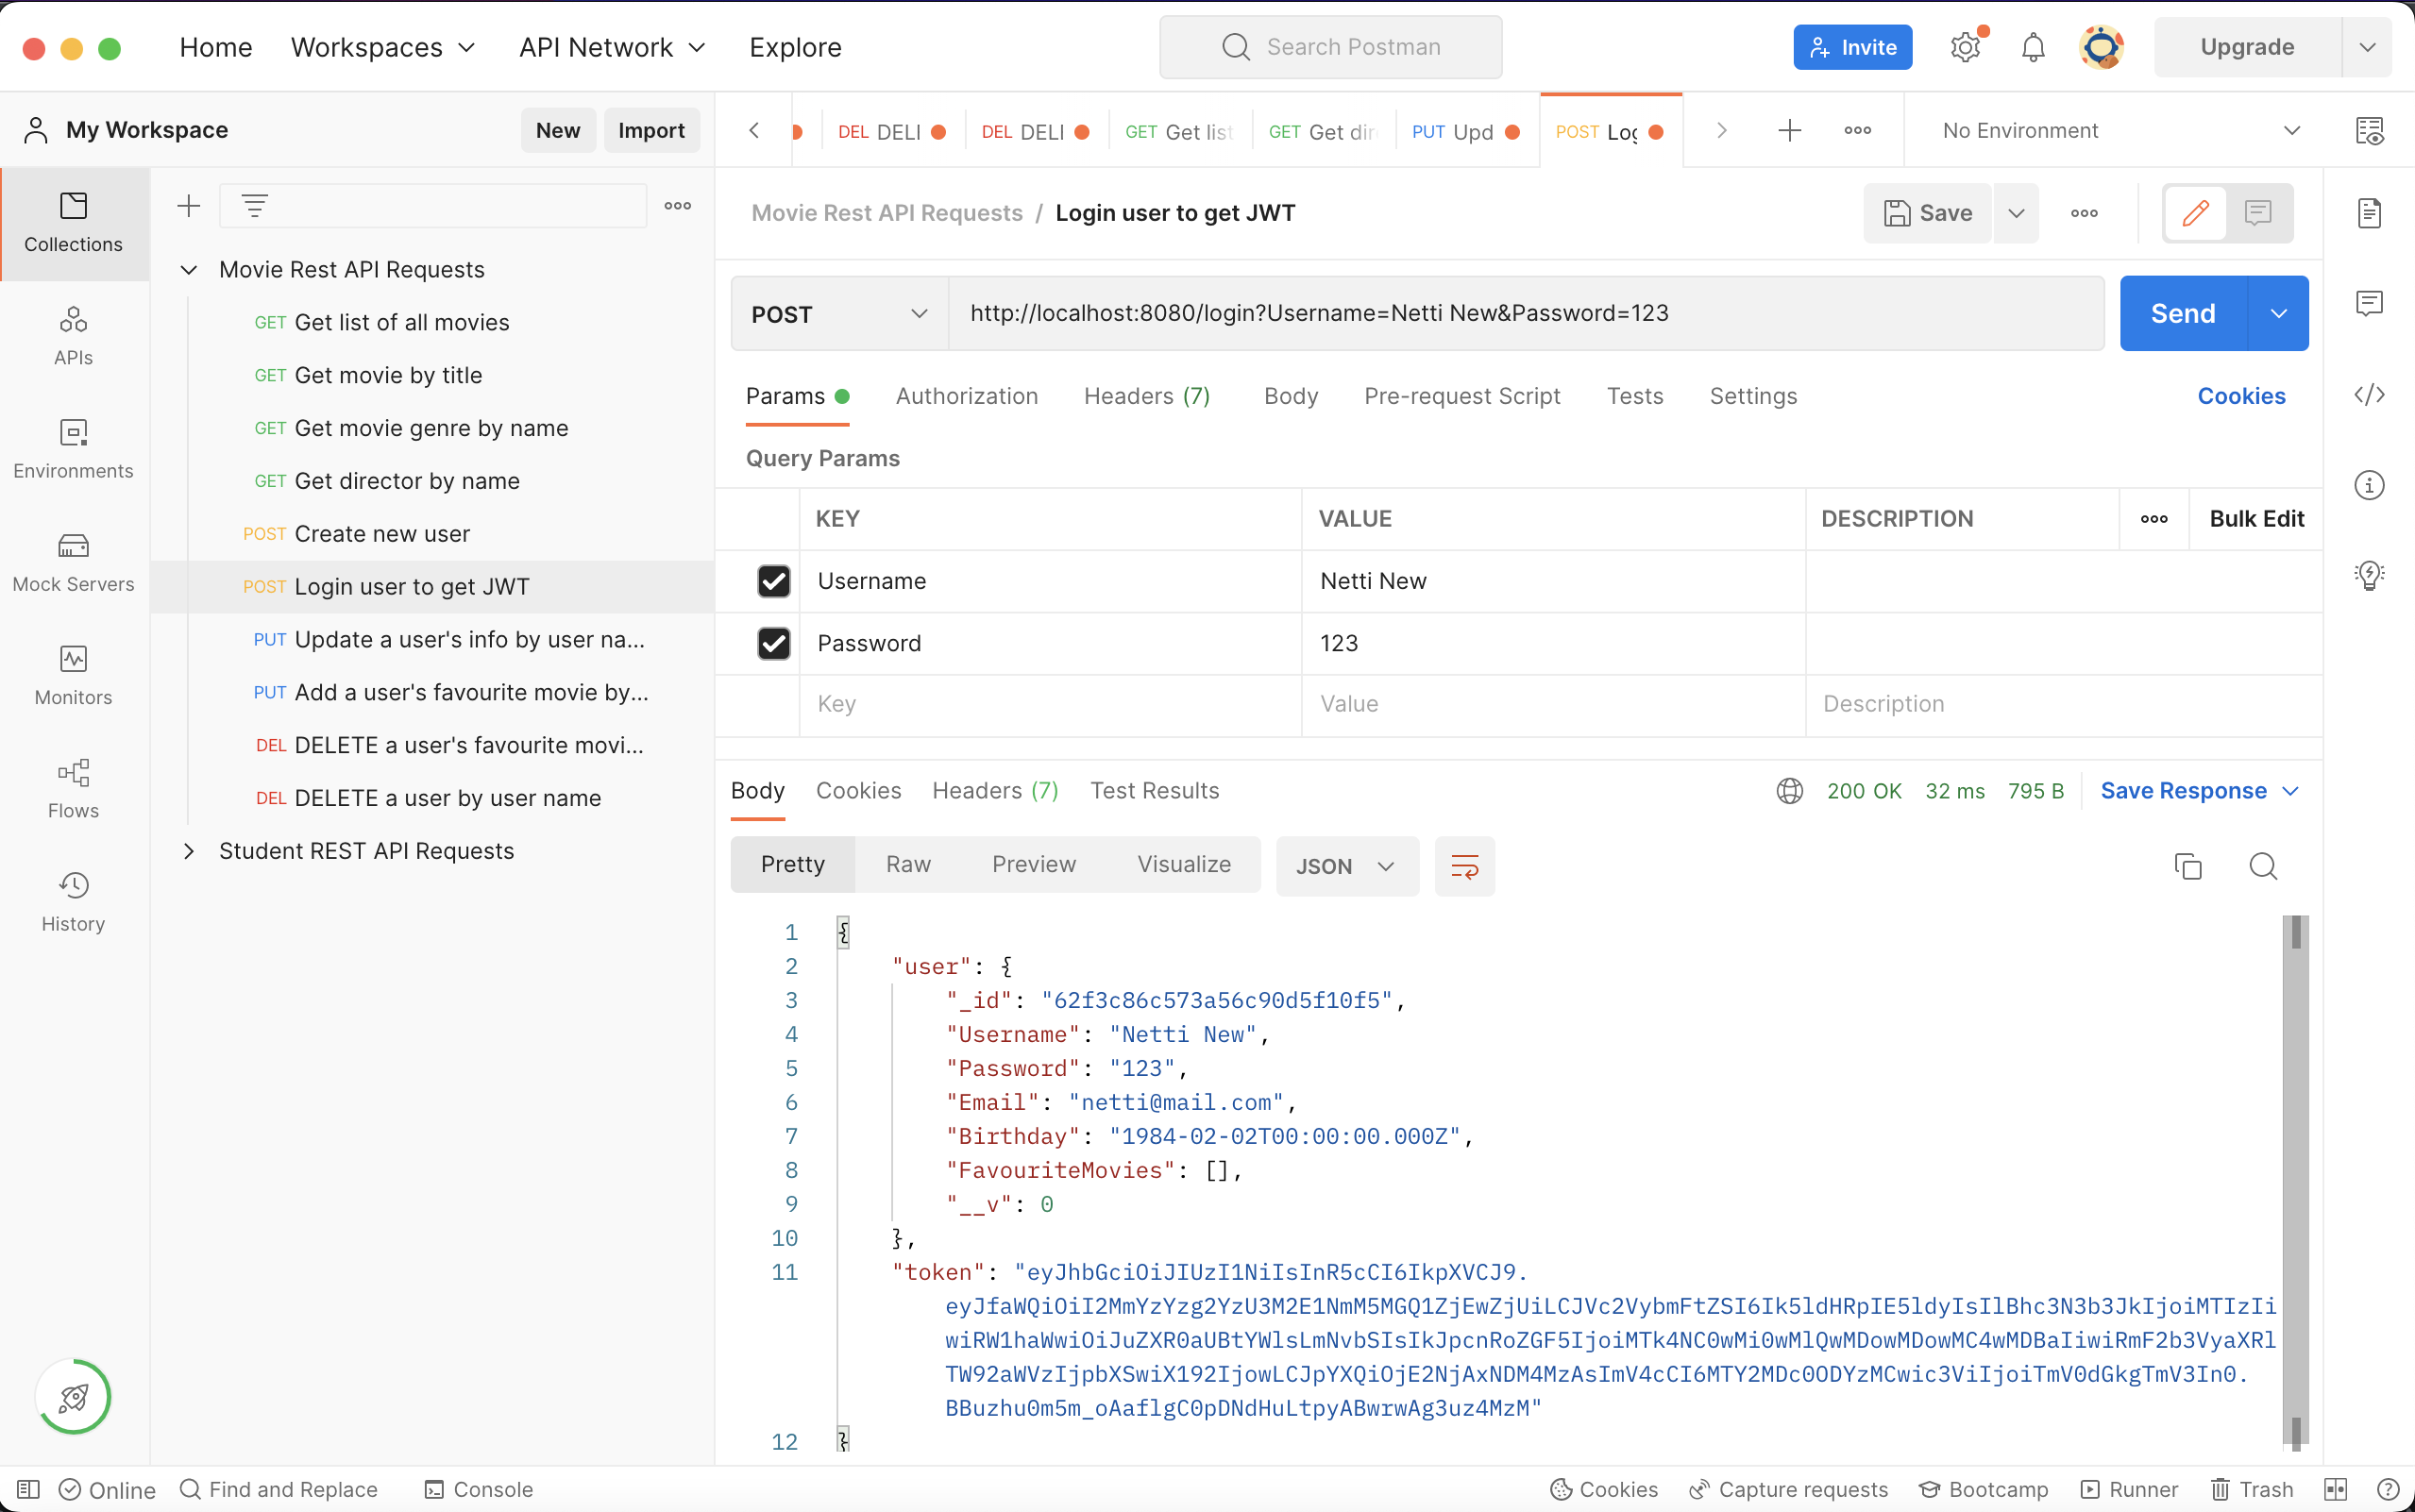 Home Workspaces API Network Explore Search Postman Invite Upgrade
My Workspace New Import DEL DELI DEL DELI GET Get list GET Get dir PUT Upd POST Log No Environment
Collections
APIs
Environments
Mock Servers
Monitors
Flows
History
Movie Rest API Requests
GET Get list of all movies
GET Get movie by title
GET Get movie genre by name
GET Get director by name
POST Create new user
POST Login user to get JWT
PUT Update a user's info by user na...
PUT Add a user's favourite movie by...
DEL DELETE a user's favourite movi...
DEL DELETE a user by user name
Student REST API Requests
Movie Rest API Requests / Login user to get JWT Save
POST http://localhost:8080/login?Username=Netti New&Password=123 Send
Params Authorization Headers (7) Body Pre-request Script Tests Settings Cookies
Query Params
KEY VALUE DESCRIPTION Bulk Edit
Username Netti New
Password 123
Key Value Description
Body Cookies Headers (7) Test Results 200 OK 32 ms 795 B Save Response
Pretty Raw Preview Visualize JSON
1 {
2 "user": {
3 "_id": "62f3c86c573a56c90d5f10f5",
4 "Username": "Netti New",
5 "Password": "123",
6 "Email": "netti@mail.com",
7 "Birthday": "1984-02-02T00:00:00.000Z",
8 "FavouriteMovies": [],
9 "__v": 0
10 },
11 "token": "eyJhbGciOiJIUzI1NiIsInR5cCI6IkpXVCJ9.
eyJfaWQiOiI2MmYzYzg2YzU3M2E1NmM5MGQ1ZjEwZjUiLCJVc2VybmFtZSI6Ik5ldHRpIE5ldyIsIlBhc3N3b3JkIjoiMTIzIi
wiRW1haWwiOiJuZXR0aUBtYWlsLmNvbSIsIkJpcnRoZGF5IjoiMTk4NC0wMi0wMlQwMDowMDowMC4wMDBaIiwiRmF2b3VyaXRl
TW92aWVzIjpbXSwiX192IjowLCJpYXQiOjE2NjAxNDM4MzAsImV4cCI6MTY2MDc0ODYzMCwic3ViIjoiTmV0dGkgTmV3In0.
BBuzhu0m5m_oAaflgC0pDNdHuLtpyABwrwAg3uz4MzM"
12 }
Online Find and Replace Console Cookies Capture requests Bootcamp Runner Trash